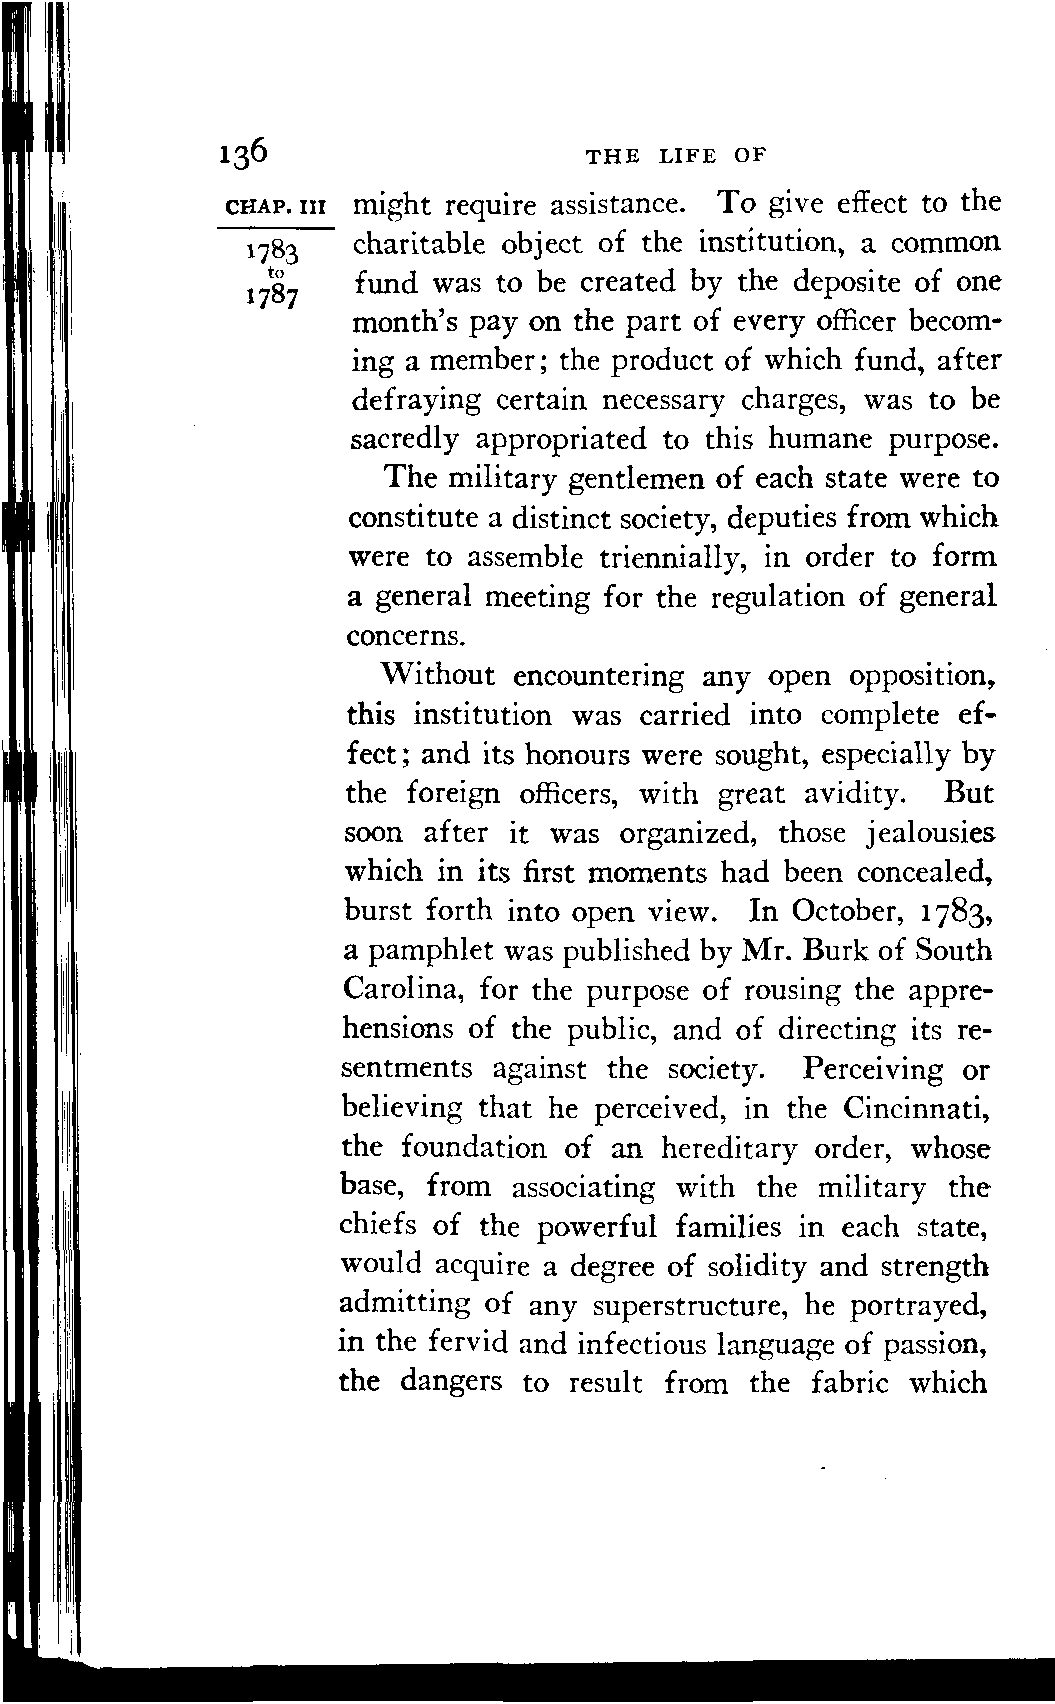 136 THE LIFE OF
CHAP. III
1783
to
1787
might require assistance. To give effect to the
charitable object of the institution, a common
fund was to be created by the deposite of one
month's pay on the part of every officer becom-
ing a member; the product of which fund, after
defraying certain necessary charges, was to be
sacredly appropriated to this humane purpose.
The military gentlemen of each state were to
constitute a distinct society, deputies from which
were to assemble triennially, in order to form
a general meeting for the regulation of general
concerns.
Without encountering any open opposition,
this institution was carried into complete ef-
fect; and its honours were sought, especially by
the foreign officers, with great avidity. But
soon after it was organized, those jealousies
which in its first moments had been concealed,
burst forth into open view. In October, 1783,
a pamphlet was published by Mr. Burk of South
Carolina, for the purpose of rousing the appre-
hensions of the public, and of directing its re-
sentments against the society. Perceiving or
believing that he perceived, in the Cincinnati,
the foundation of an hereditary order, whose
base, from associating with the military the
chiefs of the powerful families in each state,
would acquire a degree of solidity and strength
admitting of any superstructure, he portrayed,
in the fervid and infectious language of passion,
the dangers to result from the fabric which